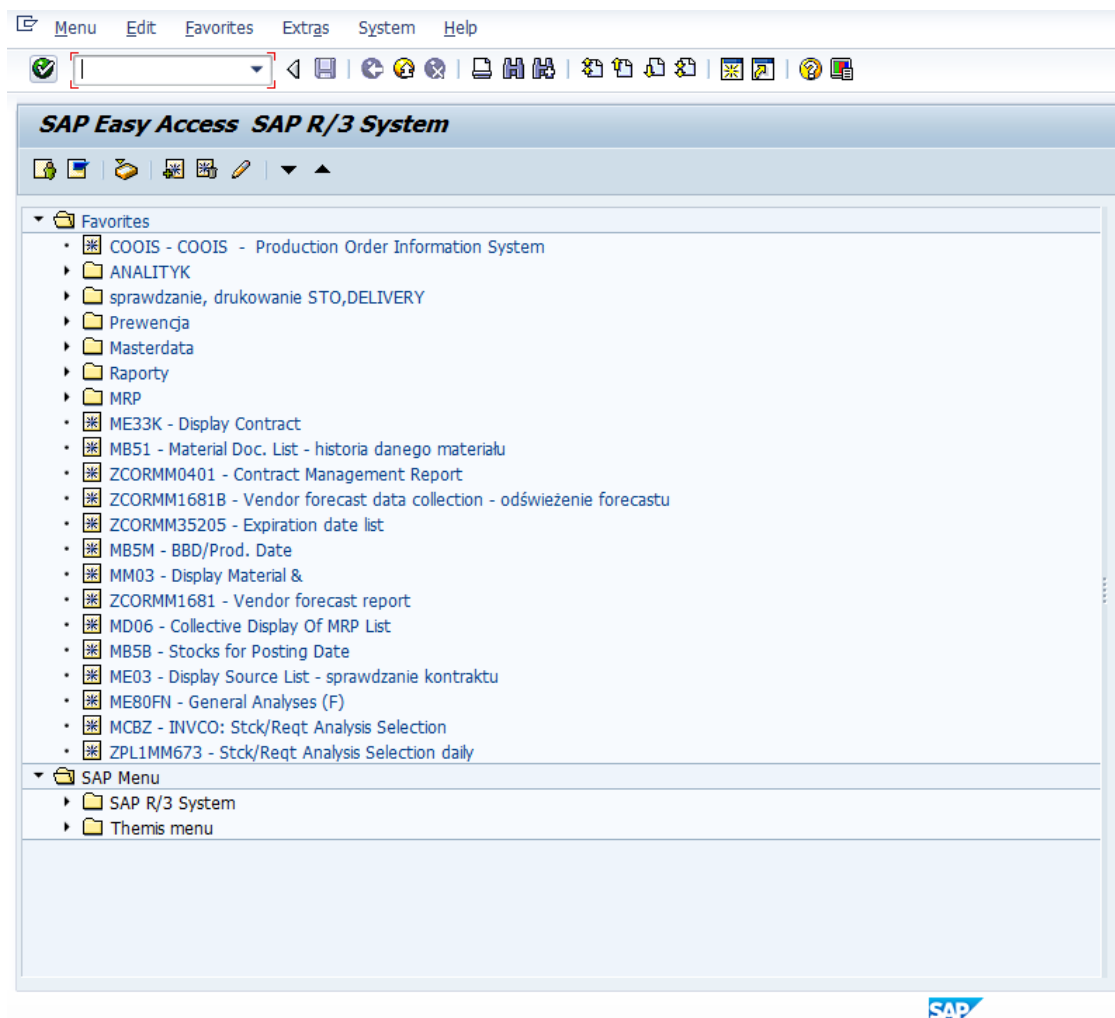 Menu Edit Favorites Extras System Help
SAP Easy Access SAP R/3 System
Favorites
COOIS - COOIS - Production Order Information System
ANALITYK
sprawdzanie, drukowanie STO,DELIVERY
Prewencja
Masterdata
Raporty
MRP
ME33K - Display Contract
MB51 - Material Doc. List - historia danego materiału
ZCORMM0401 - Contract Management Report
ZCORMM1681B - Vendor forecast data collection - odświeżenie forecastu
ZCORMM35205 - Expiration date list
MB5M - BBD/Prod. Date
MM03 - Display Material &
ZCORMM1681 - Vendor forecast report
MD06 - Collective Display Of MRP List
MB5B - Stocks for Posting Date
ME03 - Display Source List - sprawdzanie kontraktu
ME80FN - General Analyses (F)
MCBZ - INVCO: Stck/Reqt Analysis Selection
ZPL1MM673 - Stck/Reqt Analysis Selection daily
SAP Menu
SAP R/3 System
Themis menu
SAP